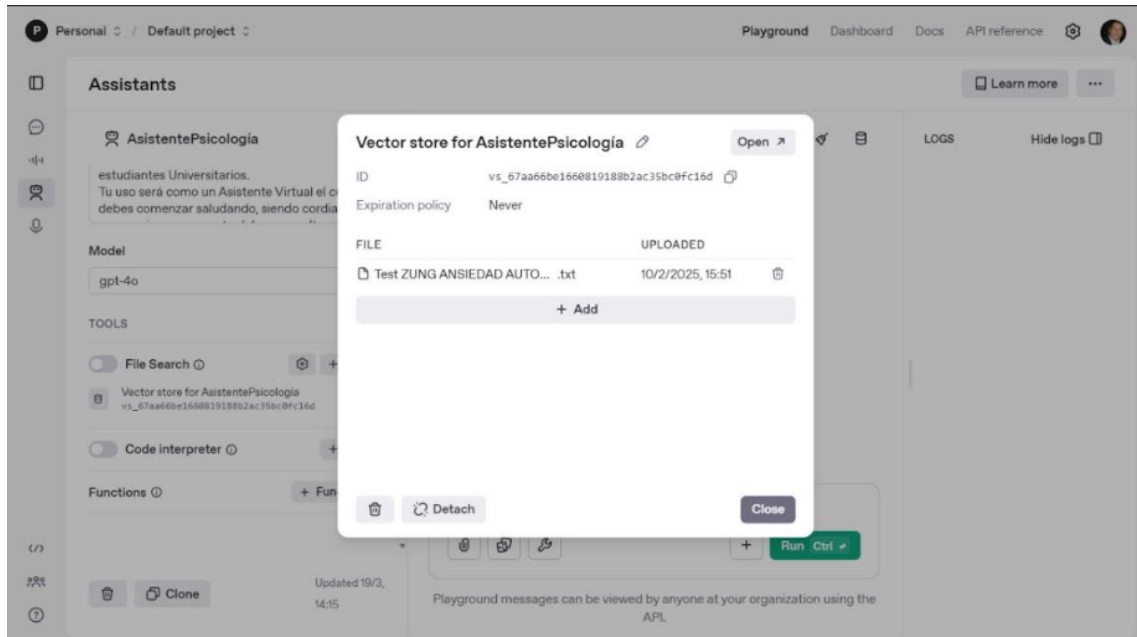 P Personal / Default project
Playground Dashboard Docs API reference
Assistants
Learn more ...
AsistentePsicología
LOGS
Hide logs
estudiantes Universitarios.
Tu uso será como un Asistente Virtual el
debes comenzar saludando, siendo cordia
Model
gpt-4o
TOOLS
File Search
Vector store for AsistentePsicología
vs_67aa66be1660819188b2ac35bc0fc16d
Code interpreter
Functions
+ Fun
Clone
Updated 19/3,
14:15
Vector store for AsistentePsicología
Open
ID vs_67aa66be1660819188b2ac35bc0fc16d
Expiration policy Never
FILE UPLOADED
Test ZUNG ANSIEDAD AUTO... .txt 10/2/2025, 15:51
+ Add
Detach
Close
Run Ctrl
Playground messages can be viewed by anyone at your organization using the
API.